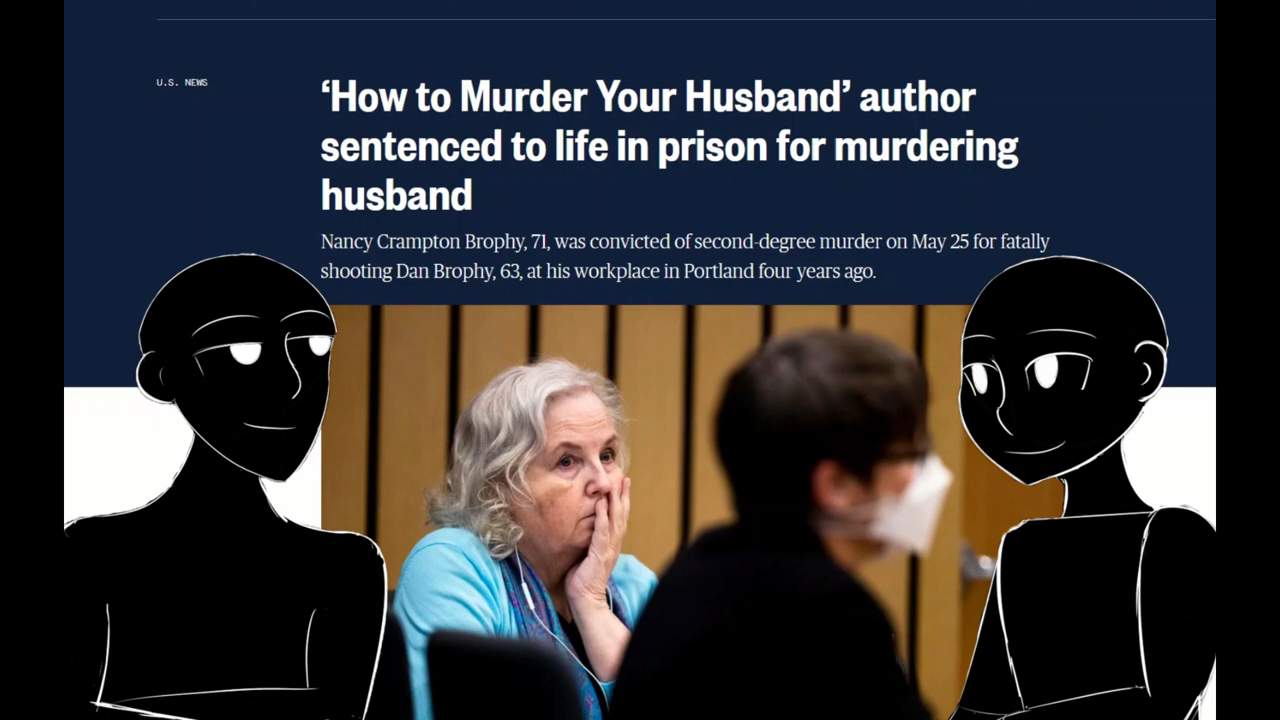 U.S. NEWS
‘How to Murder Your Husband’ author
sentenced to life in prison for murdering
husband
Nancy Crampton Brophy, 71, was convicted of second-degree murder on May 25 for fatally
shooting Dan Brophy, 63, at his workplace in Portland four years ago.